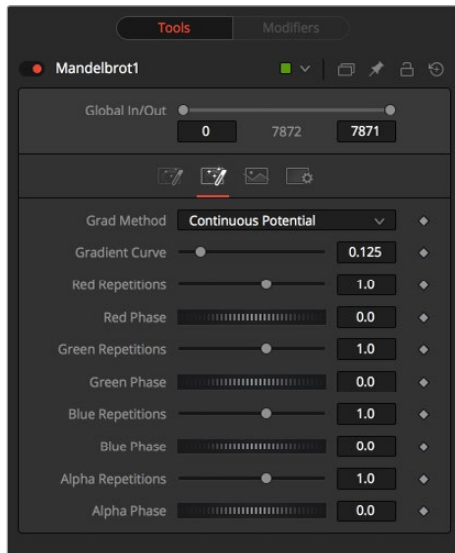 Tools Modifiers
Mandelbrot1
Global In/Out
0 7872 7871
Grad Method Continuous Potential
Gradient Curve 0.125
Red Repetitions 1.0
Red Phase 0.0
Green Repetitions 1.0
Green Phase 0.0
Blue Repetitions 1.0
Blue Phase 0.0
Alpha Repetitions 1.0
Alpha Phase 0.0